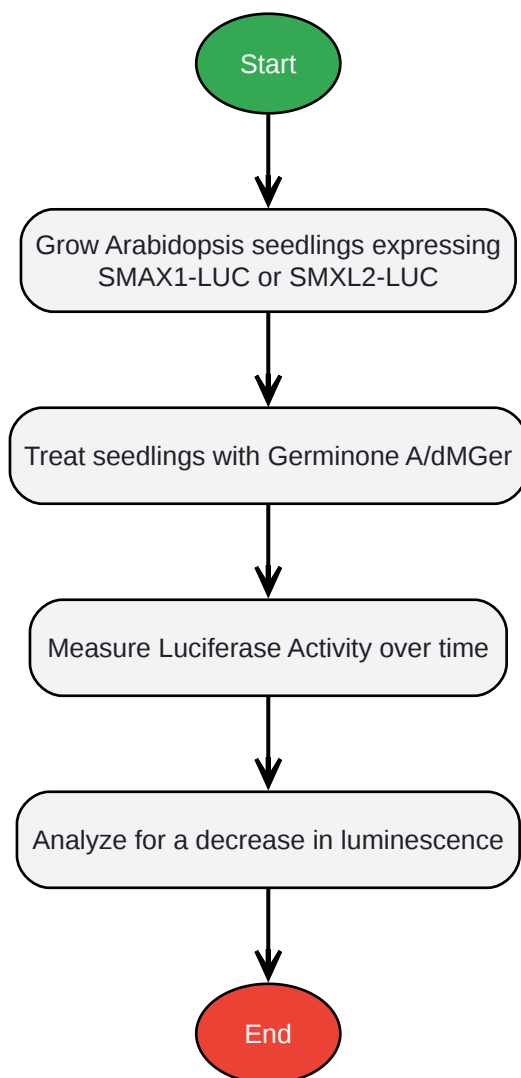 Start
Grow Arabidopsis seedlings expressing
SMAX1-LUC or SMXL2-LUC
Treat seedlings with Germinone A/dMGer
Measure Luciferase Activity over time
Analyze for a decrease in luminescence
End